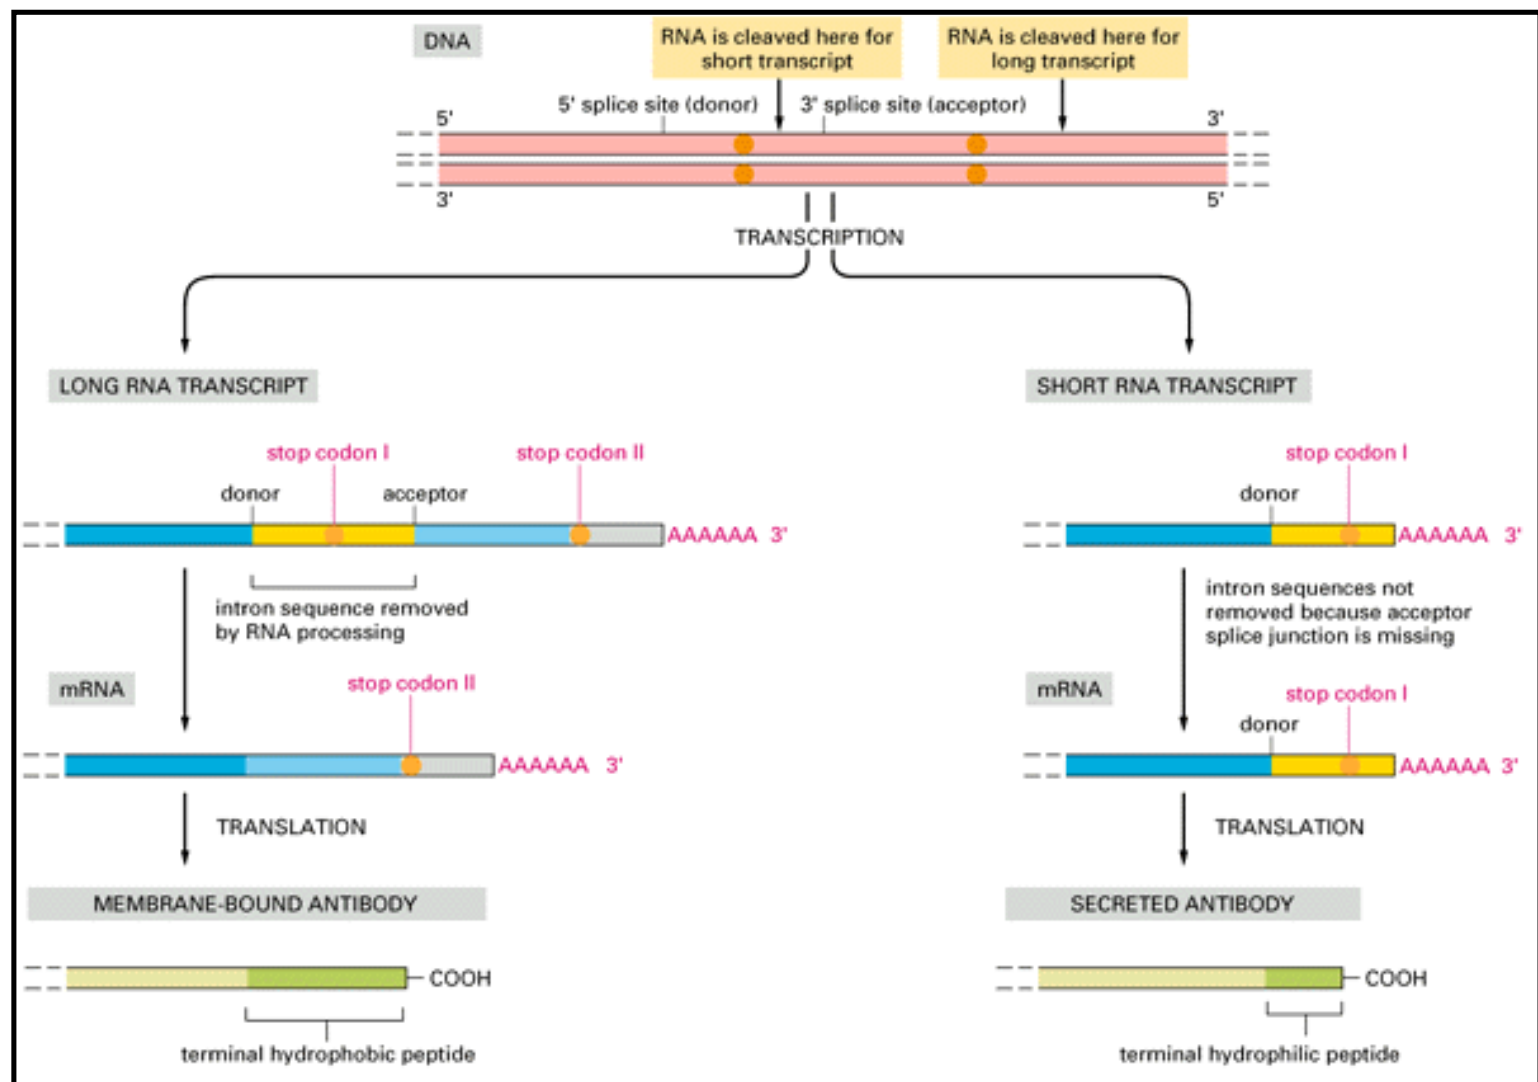 DNA
RNA is cleaved here for
short transcript
RNA is cleaved here for
long transcript
5' splice site (donor)
3' splice site (acceptor)
5'
3'
3'
5'
TRANSCRIPTION
LONG RNA TRANSCRIPT
stop codon I
stop codon II
donor
acceptor
AAAAAA 3'
intron sequence removed
by RNA processing
mRNA
stop codon II
AAAAAA 3'
TRANSLATION
MEMBRANE-BOUND ANTIBODY
COOH
terminal hydrophobic peptide
SHORT RNA TRANSCRIPT
stop codon I
donor
AAAAAA 3'
intron sequences not
removed because acceptor
splice junction is missing
mRNA
stop codon I
donor
AAAAAA 3'
TRANSLATION
SECRETED ANTIBODY
COOH
terminal hydrophilic peptide